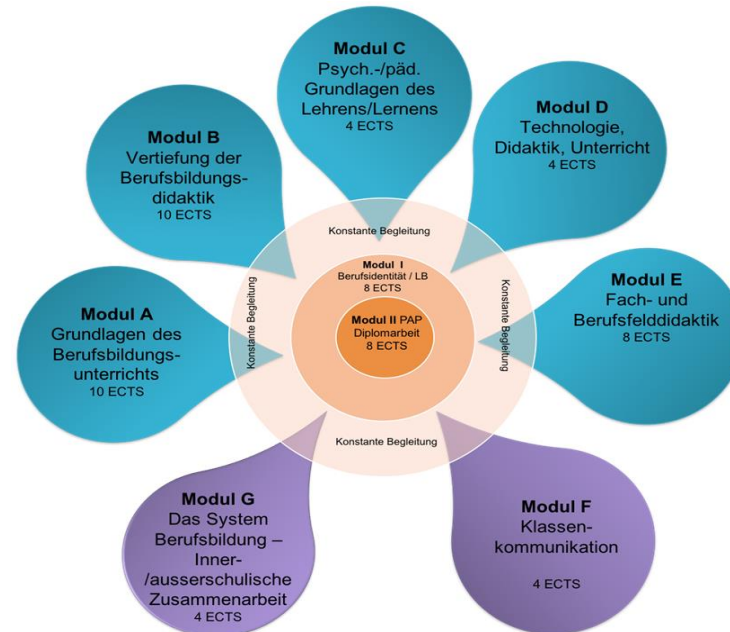 Modul C
Psych.-/päd.
Grundlagen des
Lehrens/Lernens
4 ECTS
Modul B
Vertiefung der
Berufsbildungs-
didaktik
10 ECTS
Modul D
Technologie,
Didaktik, Unterricht
4 ECTS
Konstante Begleitung
Modul I
Berufsidentität / LB
8 ECTS
Konstante Begleitung
Konstante Begleitung
Modul II PAP
Diplomarbeit
8 ECTS
Modul E
Fach- und
Berufsfelddidaktik
8 ECTS
Modul A
Grundlagen des
Berufsbildungs-
unterrichts
10 ECTS
Konstante Begleitung
Modul G
Das System
Berufsbildung –
Inner-
/ausserschulische
Zusammenarbeit
4 ECTS
Modul F
Klassen-
kommunikation
4 ECTS